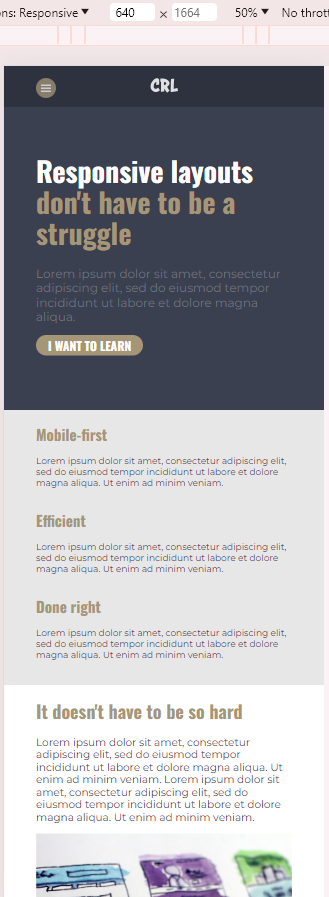 ns: Responsive ▼ 640 × 1664 50% ▼ No thrott
CRL
Responsive layouts
don't have to be a
struggle
Lorem ipsum dolor sit amet, consectetur
adipiscing elit, sed do eiusmod tempor
incididunt ut labore et dolore magna
aliqua.
I WANT TO LEARN
Mobile-first
Lorem ipsum dolor sit amet, consectetur adipiscing elit,
sed do eiusmod tempor incididunt ut labore et dolore
magna aliqua. Ut enim ad minim veniam.
Efficient
Lorem ipsum dolor sit amet, consectetur adipiscing elit,
sed do eiusmod tempor incididunt ut labore et dolore
magna aliqua. Ut enim ad minim veniam.
Done right
Lorem ipsum dolor sit amet, consectetur adipiscing elit,
sed do eiusmod tempor incididunt ut labore et dolore
magna aliqua. Ut enim ad minim veniam.
It doesn't have to be so hard
Lorem ipsum dolor sit amet, consectetur
adipiscing elit, sed do eiusmod tempor
incididunt ut labore et dolore magna aliqua. Ut
enim ad minim veniam. Lorem ipsum dolor sit
amet, consectetur adipiscing elit, sed do
eiusmod tempor incididunt ut labore et dolore
magna aliqua. Ut enim ad minim veniam.